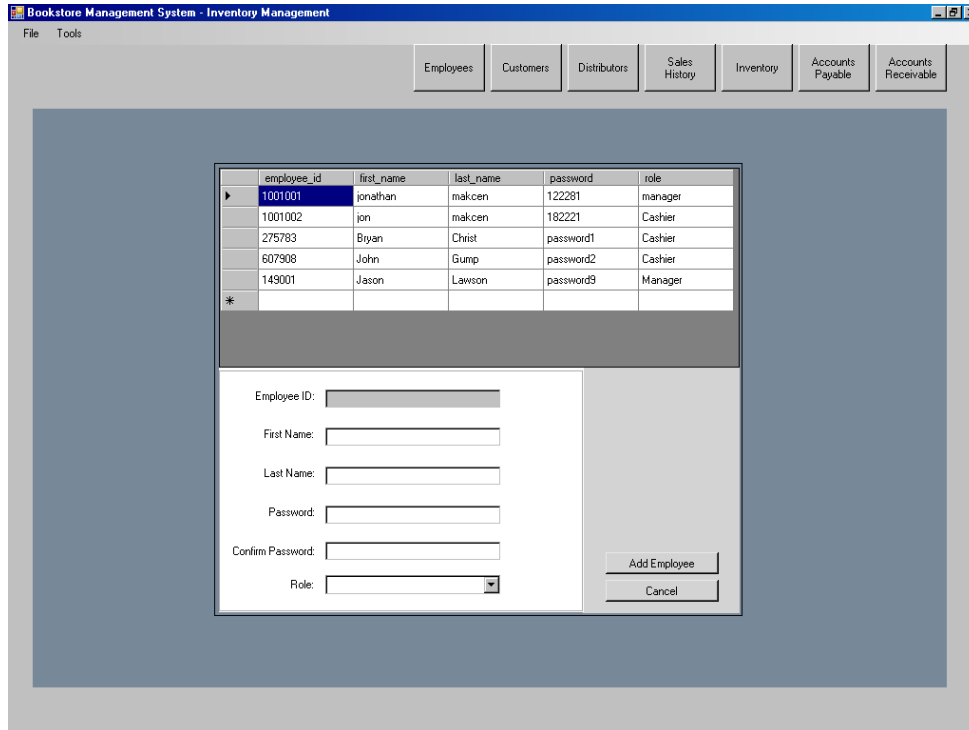 Bookstore Management System - Inventory Management
File Tools
Employees Customers Distributors Sales History Inventory Accounts Payable Accounts Receivable
employee_id first_name last_name password role
1001001 jonathan makcen 122281 manager
1001002 jon makcen 182221 Cashier
275783 Bryan Christ password1 Cashier
607908 John Gump password2 Cashier
149001 Jason Lawson password9 Manager
Employee ID:
First Name:
Last Name:
Password:
Confirm Password:
Add Employee
Role:
Cancel